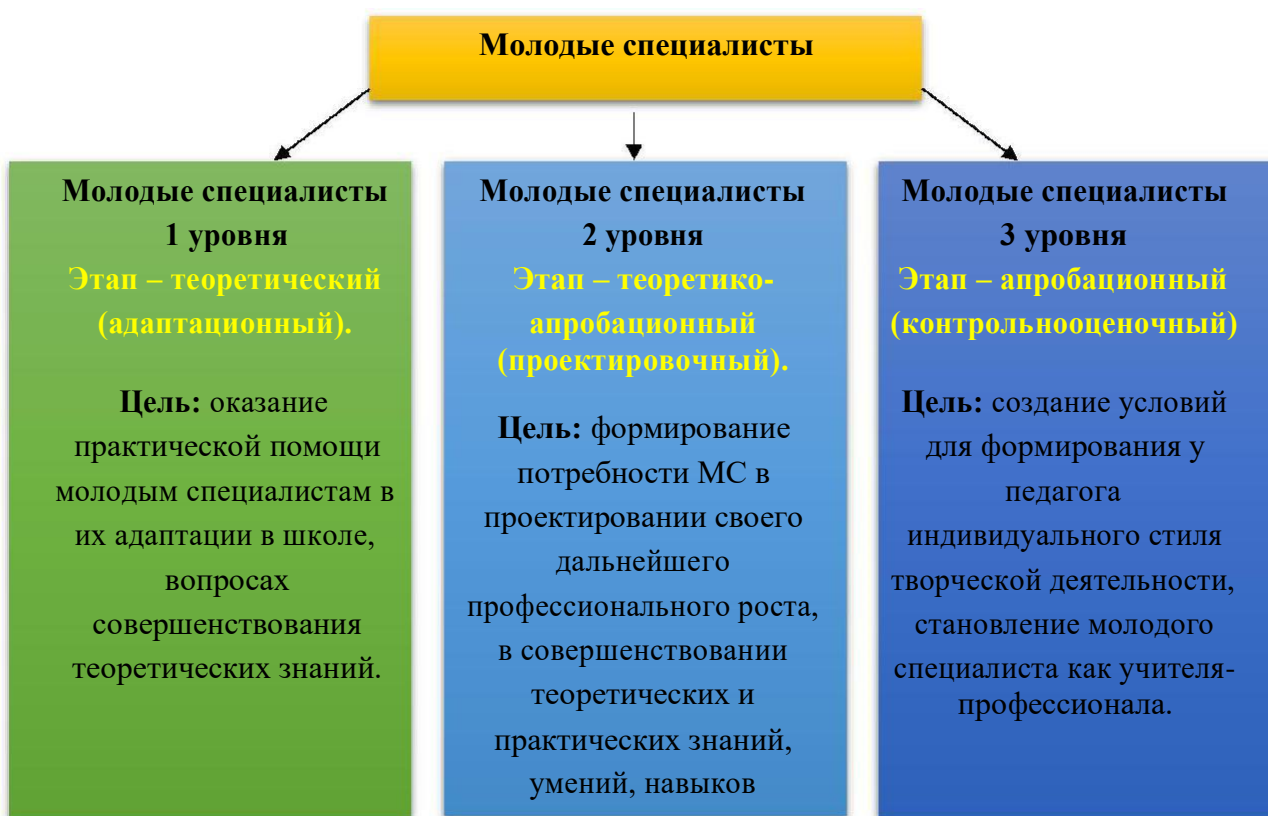 Молодые специалисты
Молодые специалисты
1 уровня
Этап – теоретический
(адаптационный).
Цель: оказание
практической помощи
молодым специалистам в
их адаптации в школе,
вопросах
совершенствования
теоретических знаний.
Молодые специалисты
2 уровня
Этап – теоретико-
апробационный
(проектировочный).
Цель: формирование
потребности МС в
проектировании своего
дальнейшего
профессионального роста,
в совершенствовании
теоретических и
практических знаний,
умений, навыков
Молодые специалисты
3 уровня
Этап – апробационный
(контрольнооценочный)
Цель: создание условий
для формирования у
педагога
индивидуального стиля
творческой деятельности,
становление молодого
специалиста как учителя-
профессионала.